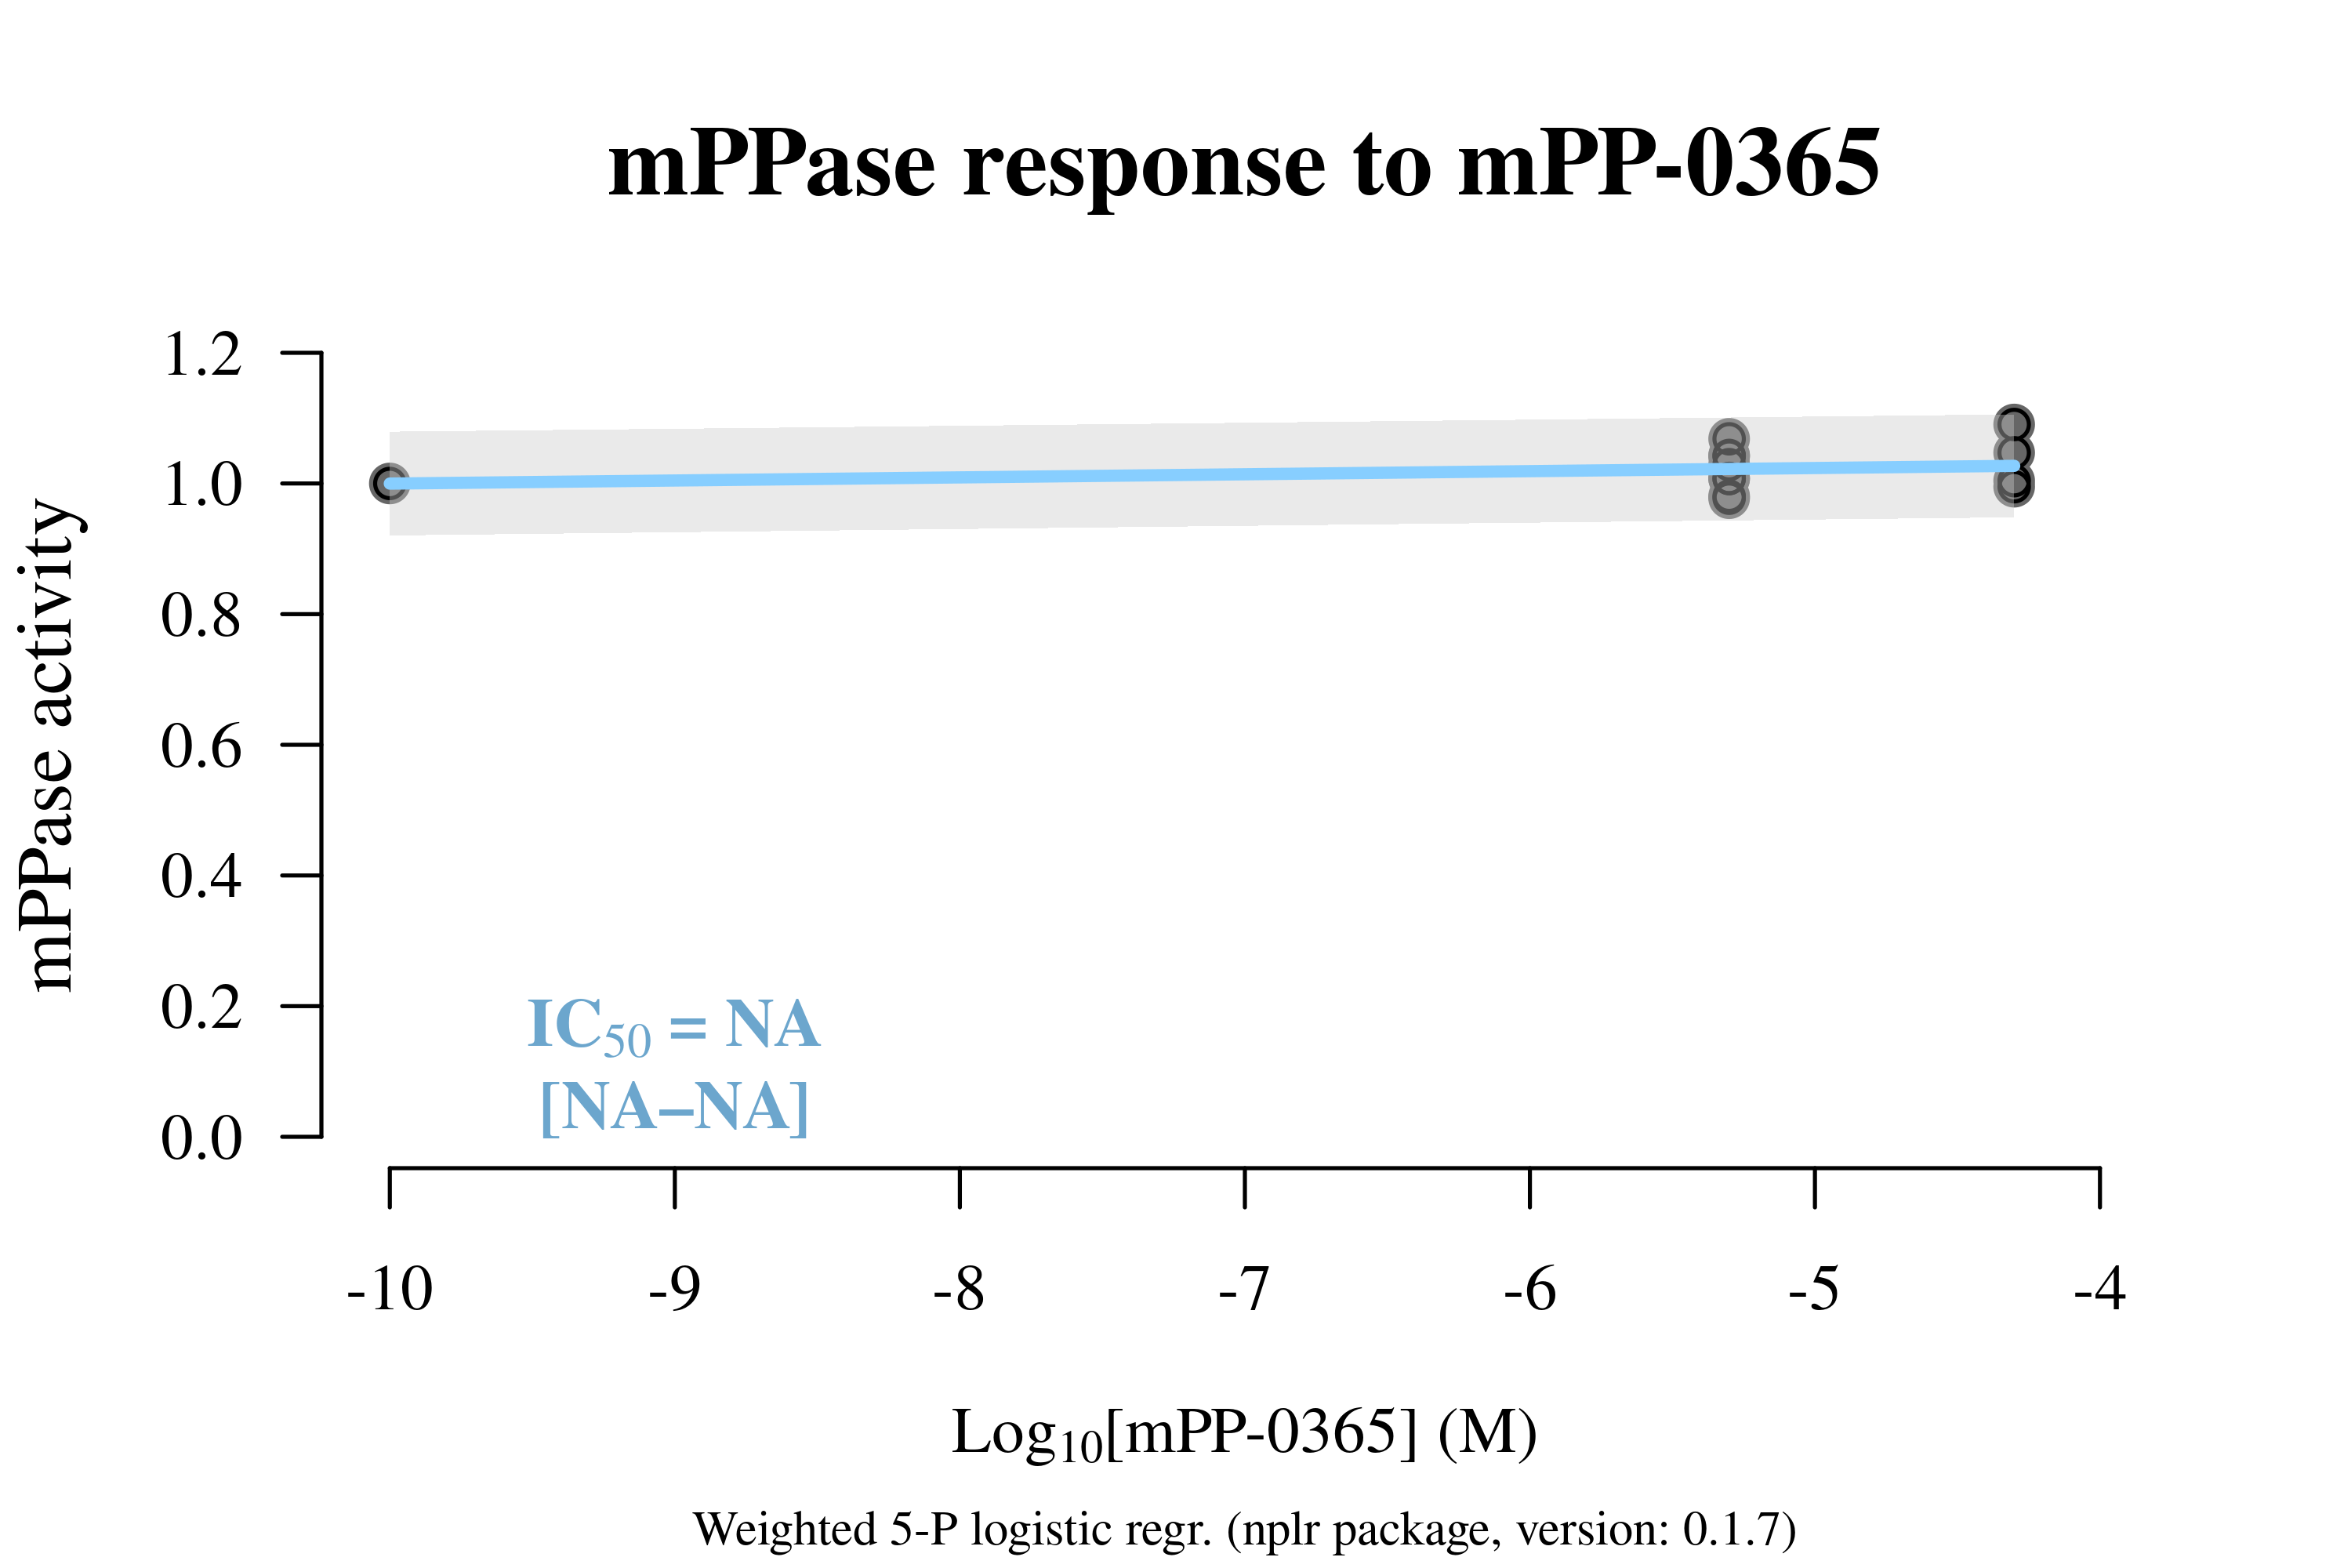 mPPase response to mPP-0365
mPPase activity
1.2
1.0
0.8
0.6
0.4
0.2
0.0
IC50 = NA
[NA–NA]
-10 -9 -8 -7 -6 -5 -4
Log10[mPP-0365] (M)
Weighted 5-P logistic regr. (nplr package, version: 0.1.7)